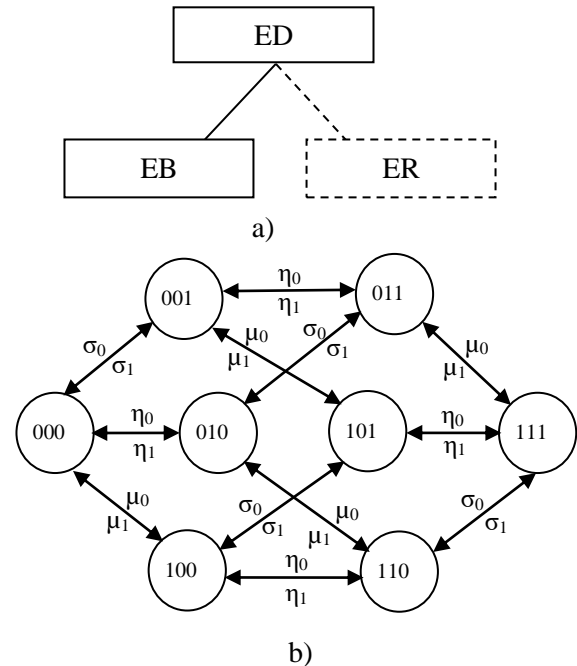 ED
EB ER
a)
η₀
001 011
η₁
σ₀ μ₀ σ₀ μ₀
σ₁ μ₁ σ₁ μ₁
η₀ η₀
000 010 101 111
η₁ η₁
μ₀ σ₀ μ₀ σ₀
μ₁ σ₁ μ₁ σ₁
η₀
100 110
η₁
b)